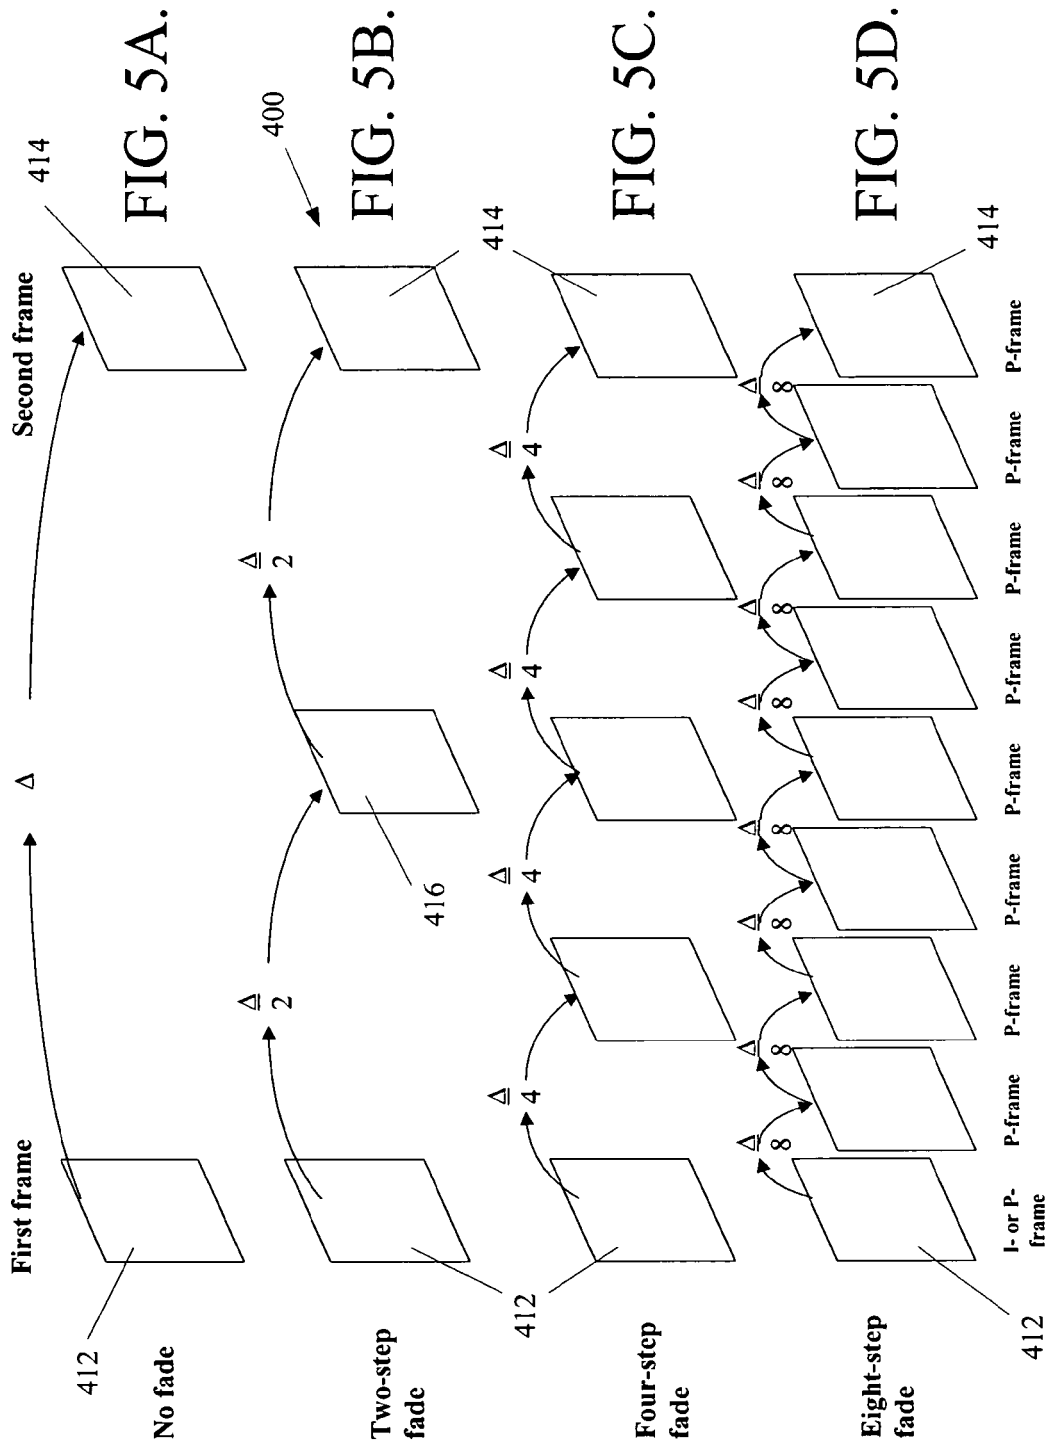 First frame
Second frame
Δ
414
412
No fade
FIG. 5A.
400
Δ
2
Δ
2
416
Two-step
fade
FIG. 5B.
412
414
Δ
4
Δ
4
Δ
4
Δ
4
Four-step
fade
FIG. 5C.
Δ
8
Δ
8
Δ
8
Δ
8
Δ
8
Δ
8
Δ
8
Δ
8
Eight-step
fade
FIG. 5D.
412
414
I- or P-
frame
P-frame
P-frame
P-frame
P-frame
P-frame
P-frame
P-frame
P-frame